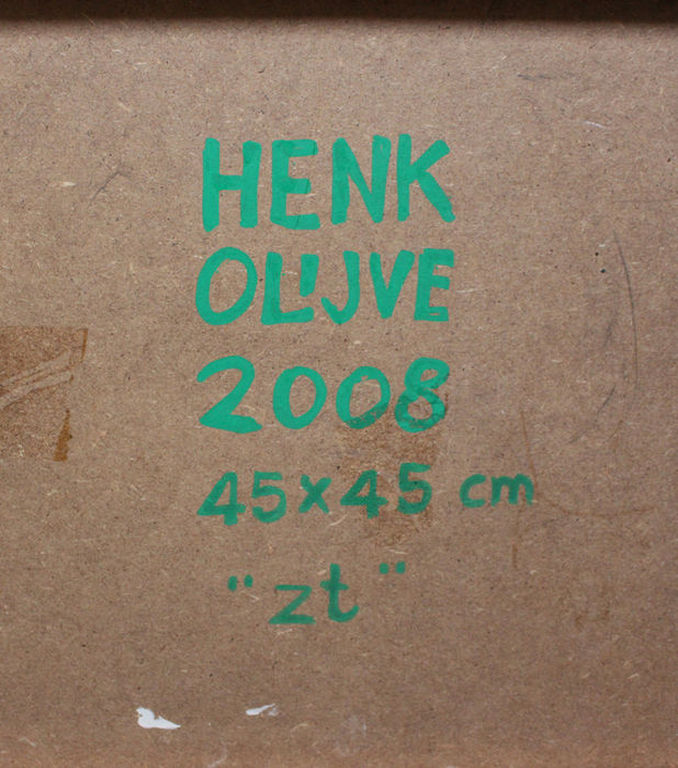 HENK
OLIJVE
2008
45x45 cm
"zt"